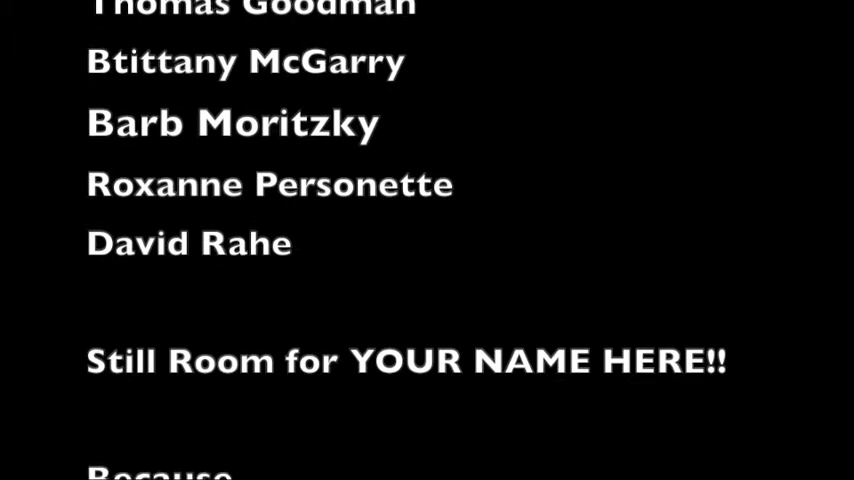 Thomas Goodman
Btittany McGarry
Barb Moritzky
Roxanne Personette
David Rahe
Still Room for YOUR NAME HERE!!
Because